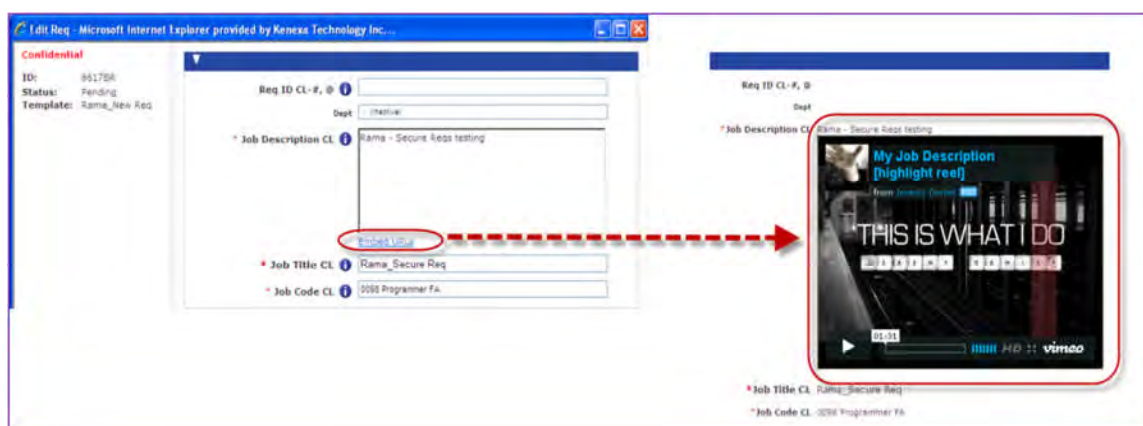 Edit Req - Microsoft Internet Explorer provided by Kenexa Technology Inc...
Confidential
ID: 6617BR
Status: Pending
Template: Rama_New Req
Req ID CL-#, @
Dept
* Job Description CL Rama - Secure Reqs testing
Embed Video
* Job Title CL Rama_Secure Req
* Job Code CL 0098 Programmer FA
Req ID CL-#, @
Dept
* Job Description CL Rama - Secure Reqs testing
My Job Description
[highlight reel]
from
THIS IS WHAT I DO
01:31
HD vimeo
* Job Title CL Rama_Secure Req
* Job Code CL 0098 Programmer FA